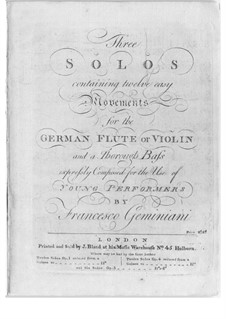 Three
SOLOS
containing twelve easy
Movements
for the
GERMAN FLUTE or VIOLIN
and a Thorough Bass
expressly Composed for the Use of
YOUNG PERFORMERS
BY
Francesco Geminiani
LONDON
Printed and Sold by J. Bland at his Music Warehouse No. 45 Holborn.